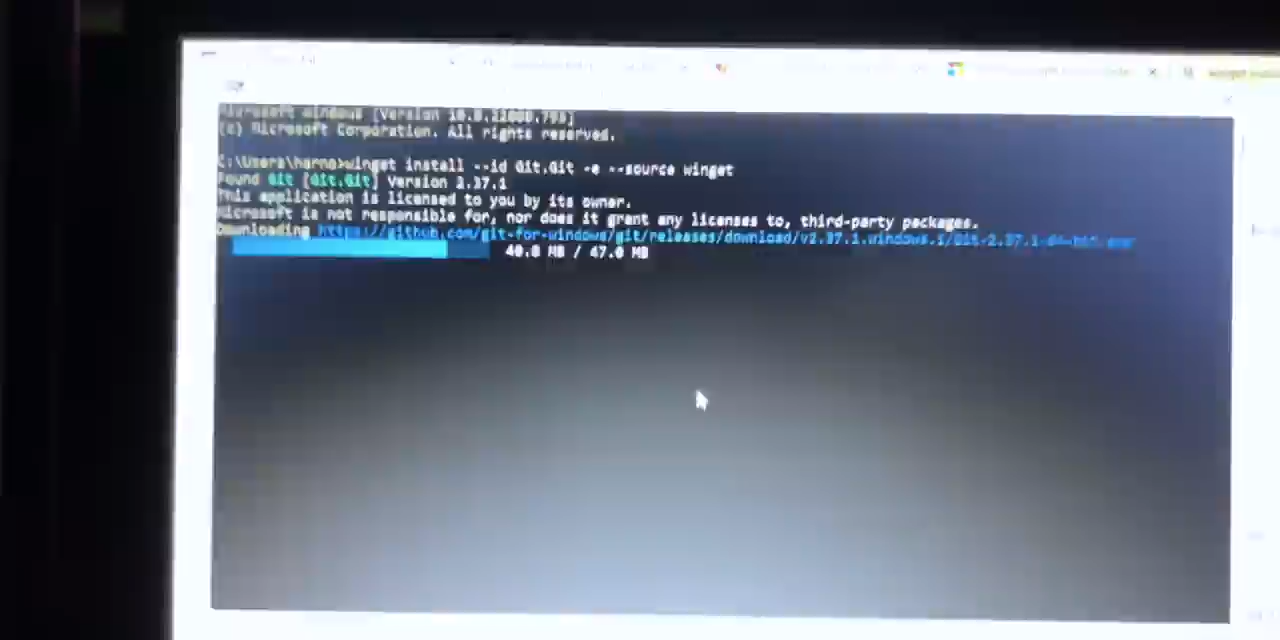 Microsoft Windows [Version 10.0.22000.795]
(c) Microsoft Corporation. All rights reserved.
C:\Users\harno>winget install --id Git.Git -e --source winget
Found Git [Git.Git] Version 2.37.1
This application is licensed to you by its owner.
Microsoft is not responsible for, nor does it grant any licenses to, third-party packages.
Downloading https://github.com/git-for-windows/git/releases/download/v2.37.1.windows.1/Git-2.37.1-64-bit.exe
40.8 MB / 47.0 MB